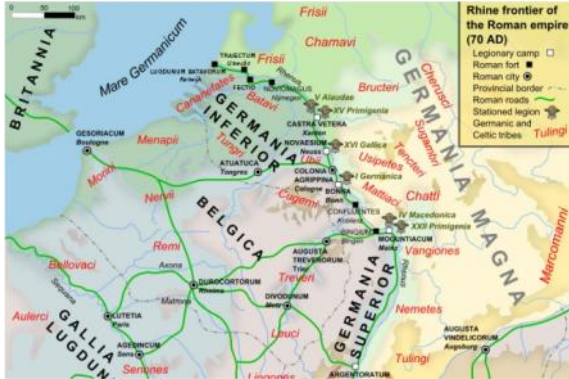 50 100
km
Rhine frontier of
the Roman empire
(70 AD)
Legionary camp
Roman fort
Roman city
Provincial border
Roman roads
Stationed legion
Germanic and
Celtic tribes
Tulingi
Frisii
Chamavi
Mare Germanicum
BRITANNIA
TRAIECTUM
Utrecht
Frisii
Rhenus
LUGDUNUM BATAVORUM
Katwijk
FECTIO
NOVIOMAGUS
Nijmegen
Cananefates
Batavi
Bructeri
Cherusci
V Alaudae
XV Primigenia
CASTRA VETERA
Xanten
GERMANIA
INFERIOR
GERMANIA MAGNA
Sugambri
Tencteri
GESORIACUM
Boulogne
Menapii
Tungri
NOVAESIUM
Neuss
XVI Gallica
Usipetes
Ubii
Morini
ATUATUCA
Tongres
COLONIA
AGRIPPINA
Cologne
I Germanica
Nervii
BONNA
Bonn
Mattiaci
Chatti
Cugerni
CONFLUENTES
Koblenz
BELGICA
IV Macedonica
XXII Primigenia
BINGIUM
Bingen
MOGUNTIACUM
Mainz
Marcomanni
Bellovaci
Remi
Axona
AUGUSTA
TREVERORUM
Trier
Vangiones
Sequana
DUROCORTORUM
Rheims
Treveri
Matrona
DIVODUNUM
Metz
GERMANIA
SUPERIOR
Nemetes
Aulerci
LUTETIA
Paris
GALLIA
LUGDUN
AGEDINCUM
Sens
Leuci
AUGUSTA
VINDELICORUM
Augsburg
Tulingi
Senones
Lingones
ARGENTORATUM